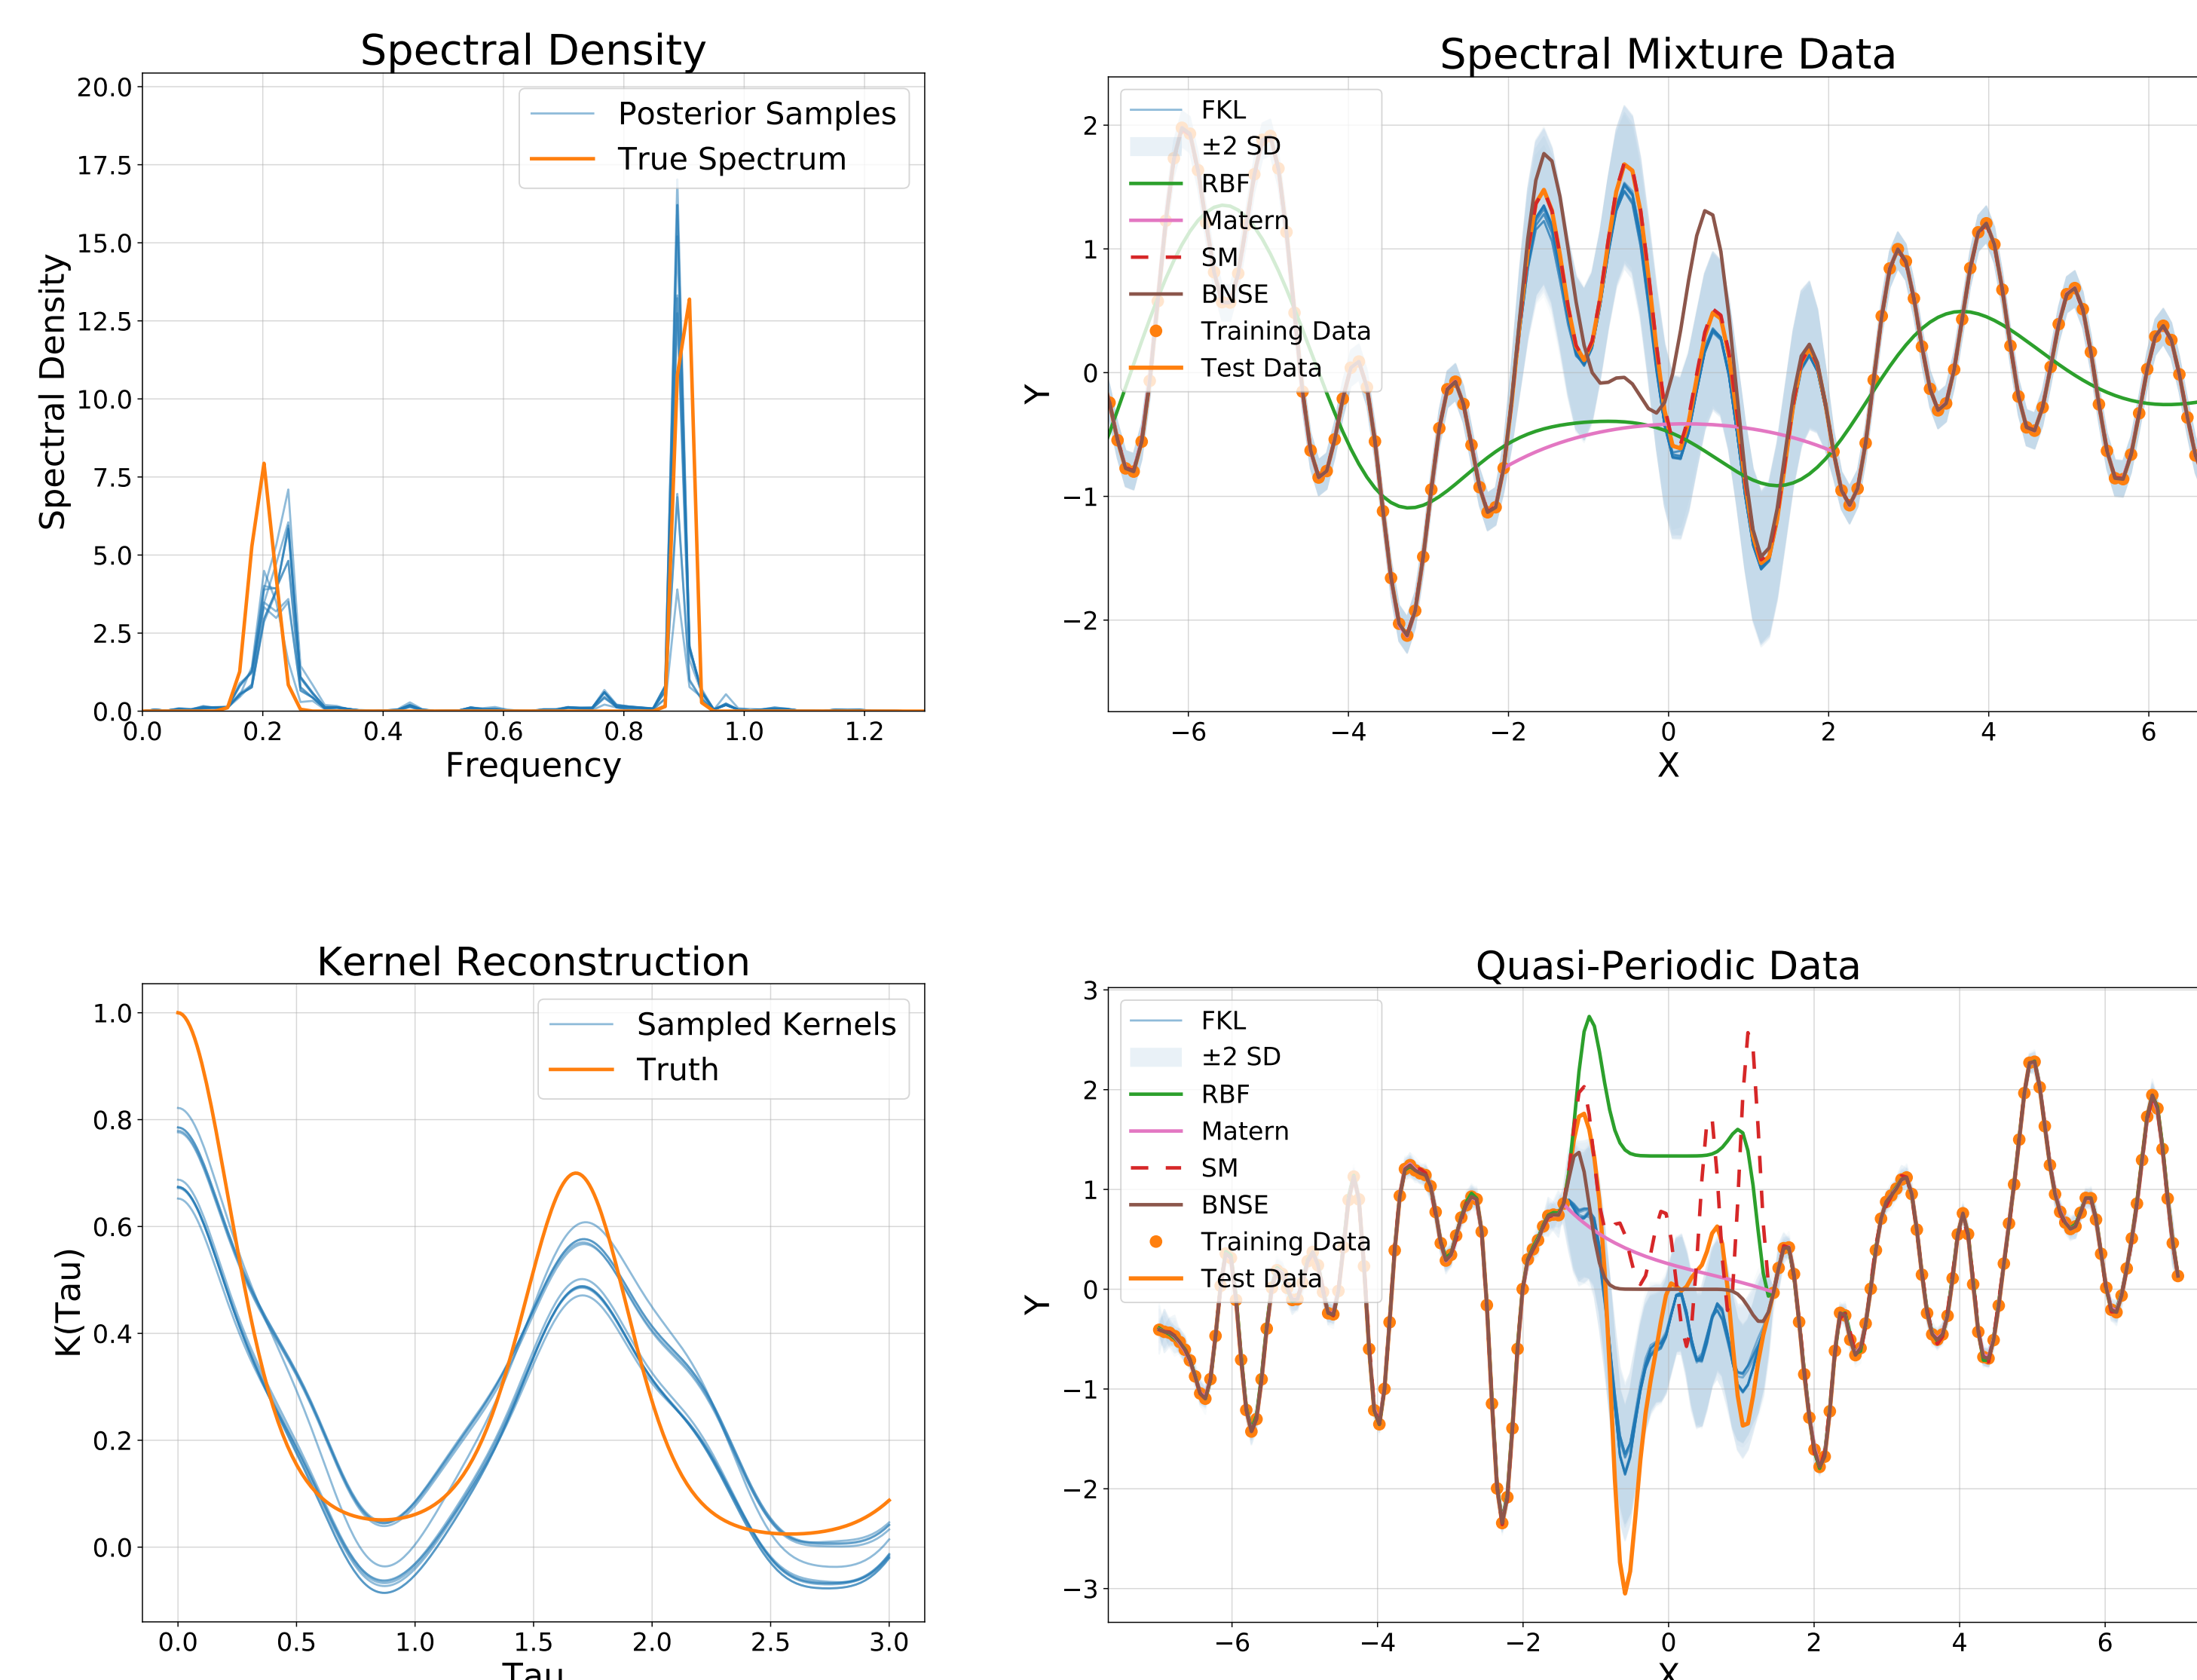 Spectral Density
20.0
17.5
15.0
12.5
10.0
7.5
5.0
2.5
0.0
Spectral Density
0.0 0.2 0.4 0.6 0.8 1.0 1.2
Frequency
Posterior Samples
True Spectrum
Spectral Mixture Data
2
1
0
−1
−2
Y
−6 −4 −2 0 2 4 6
X
FKL
±2 SD
RBF
Matern
SM
BNSE
Training Data
Test Data
Kernel Reconstruction
1.0
0.8
0.6
0.4
0.2
0.0
K(Tau)
0.0 0.5 1.0 1.5 2.0 2.5 3.0
Tau
Sampled Kernels
Truth
Quasi-Periodic Data
3
2
1
0
−1
−2
−3
Y
−6 −4 −2 0 2 4 6
X
FKL
±2 SD
RBF
Matern
SM
BNSE
Training Data
Test Data